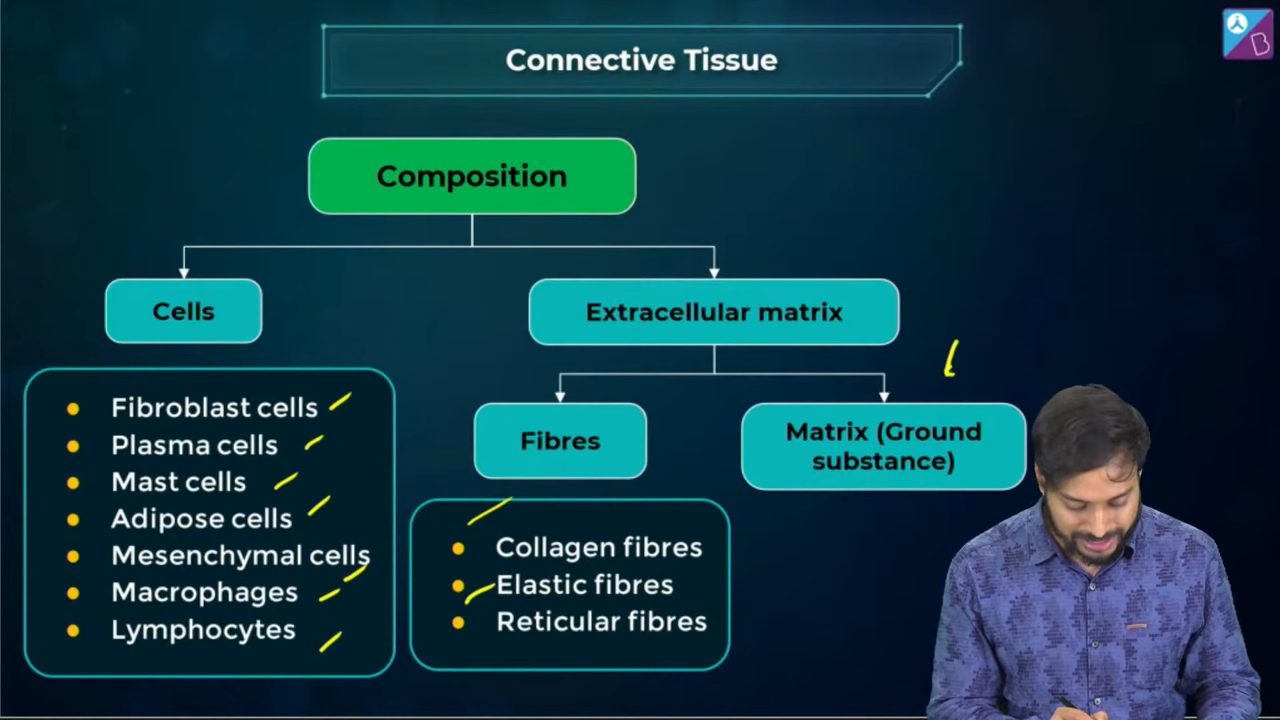 Connective Tissue
Composition
Cells
Extracellular matrix
Fibroblast cells
Plasma cells
Mast cells
Adipose cells
Mesenchymal cells
Macrophages
Lymphocytes
Fibres
Collagen fibres
Elastic fibres
Reticular fibres
Matrix (Ground
substance)
B